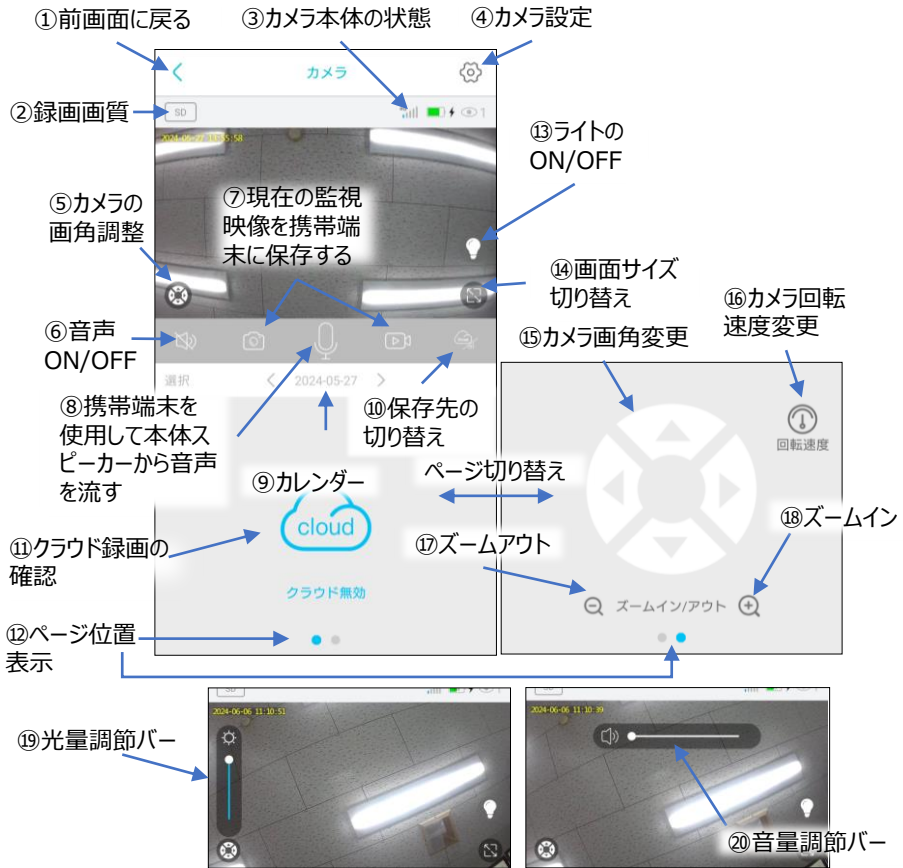 ①前画面に戻る
③カメラ本体の状態
④カメラ設定
カメラ
②録画画質
SD
1
2024-05-27 13:55:58
⑬ライトの
ON/OFF
⑤カメラの
画角調整
⑦現在の監視
映像を携帯端
末に保存する
⑭画面サイズ
切り替え
⑯カメラ回転
速度変更
⑥音声
ON/OFF
⑮カメラ画角変更
選択
2024-05-27
回転速度
⑧携帯端末を
使用して本体ス
ピーカーから音声
を流す
⑩保存先の
切り替え
⑨カレンダー
ページ切り替え
cloud
⑱ズームイン
⑪クラウド録画の
確認
⑰ズームアウト
クラウド無効
ズームイン/アウト
⑫ページ位置
表示
SD
1
SD
1
2024-06-06 11:10:51
2024-06-06 11:10:39
⑲光量調節バー
⑳音量調節バー